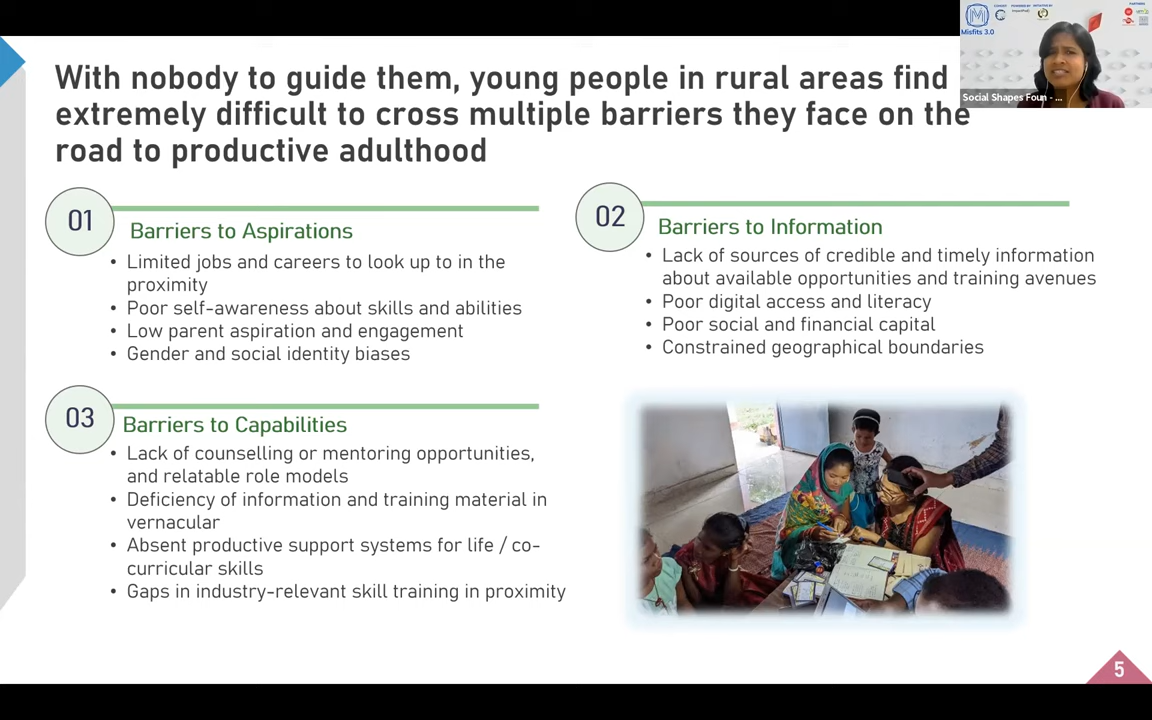 With nobody to guide them, young people in rural areas find
extremely difficult to cross multiple barriers they face on the
road to productive adulthood
01
Barriers to Aspirations
• Limited jobs and careers to look up to in the
proximity
• Poor self-awareness about skills and abilities
• Low parent aspiration and engagement
• Gender and social identity biases
02
Barriers to Information
• Lack of sources of credible and timely information
about available opportunities and training avenues
• Poor digital access and literacy
• Poor social and financial capital
• Constrained geographical boundaries
03
Barriers to Capabilities
• Lack of counselling or mentoring opportunities,
and relatable role models
• Deficiency of information and training material in
vernacular
• Absent productive support systems for life / co-
curricular skills
• Gaps in industry-relevant skill training in proximity
5
Misfits 3.0
Social Shapes Foun - ...